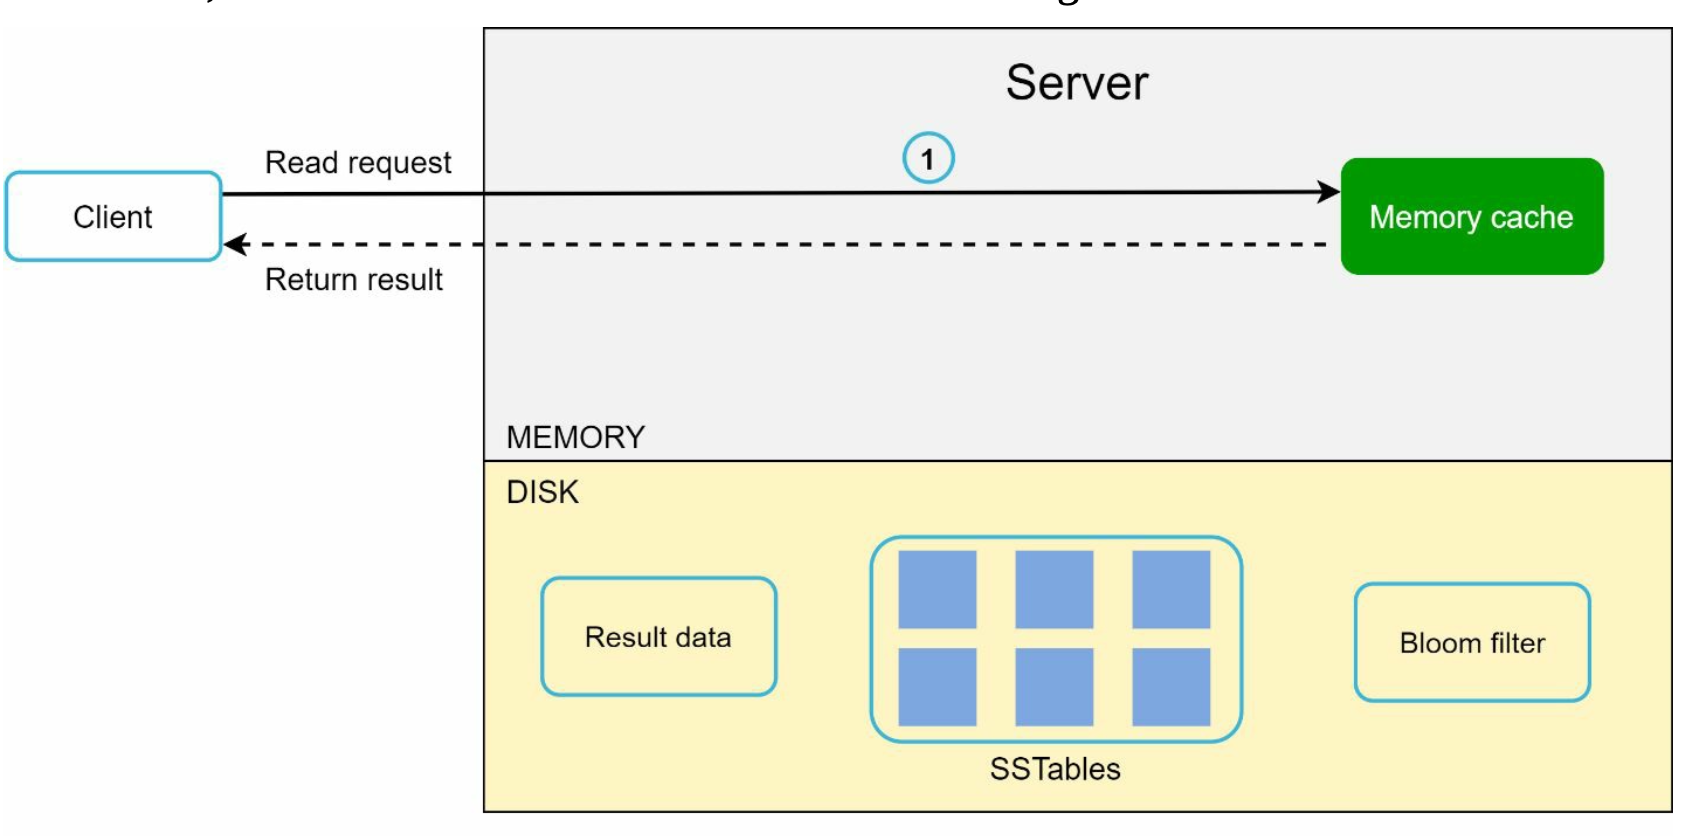 Server
1
Read request
Client
Memory cache
Return result
MEMORY
DISK
Result data
Bloom filter
SSTables